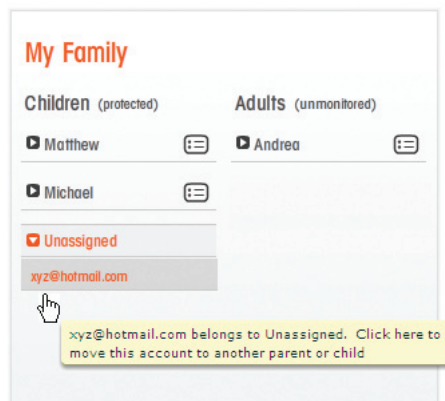 My Family
Children (protected)
Adults (unmonitored)
Matthew
Andrea
Michael
Unassigned
xyz@hotmail.com
xyz@hotmail.com belongs to Unassigned. Click here to
move this account to another parent or child